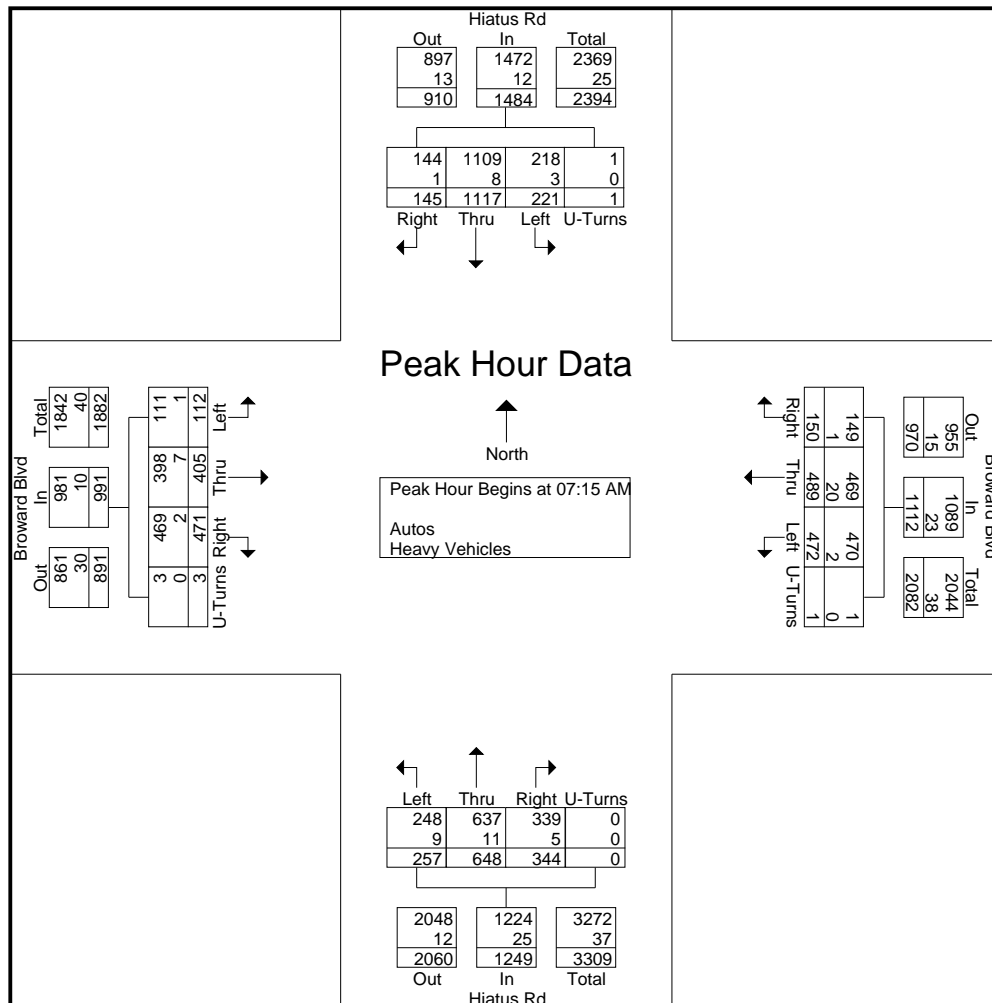 Hiatus Rd
Out In Total
897 1472 2369
13 12 25
910 1484 2394
144 1109 218 1
1 8 3 0
145 1117 221 1
Right Thru Left U-Turns
Peak Hour Data
North
Peak Hour Begins at 07:15 AM
Autos
Heavy Vehicles
Broward Blvd
Out In Total
861 981 1842
30 10 40
891 991 1882
U-Turns Right Thru Left
3 469 398 111
0 2 7 1
3 471 405 112
Broward Blvd
Out In Total
955 1089 2044
15 23 38
970 1112 2082
149 469 470 1
1 20 2 0
150 489 472 1
Right Thru Left U-Turns
Left Thru Right U-Turns
248 637 339 0
9 11 5 0
257 648 344 0
2048 1224 3272
12 25 37
2060 1249 3309
Out In Total
Hiatus Rd